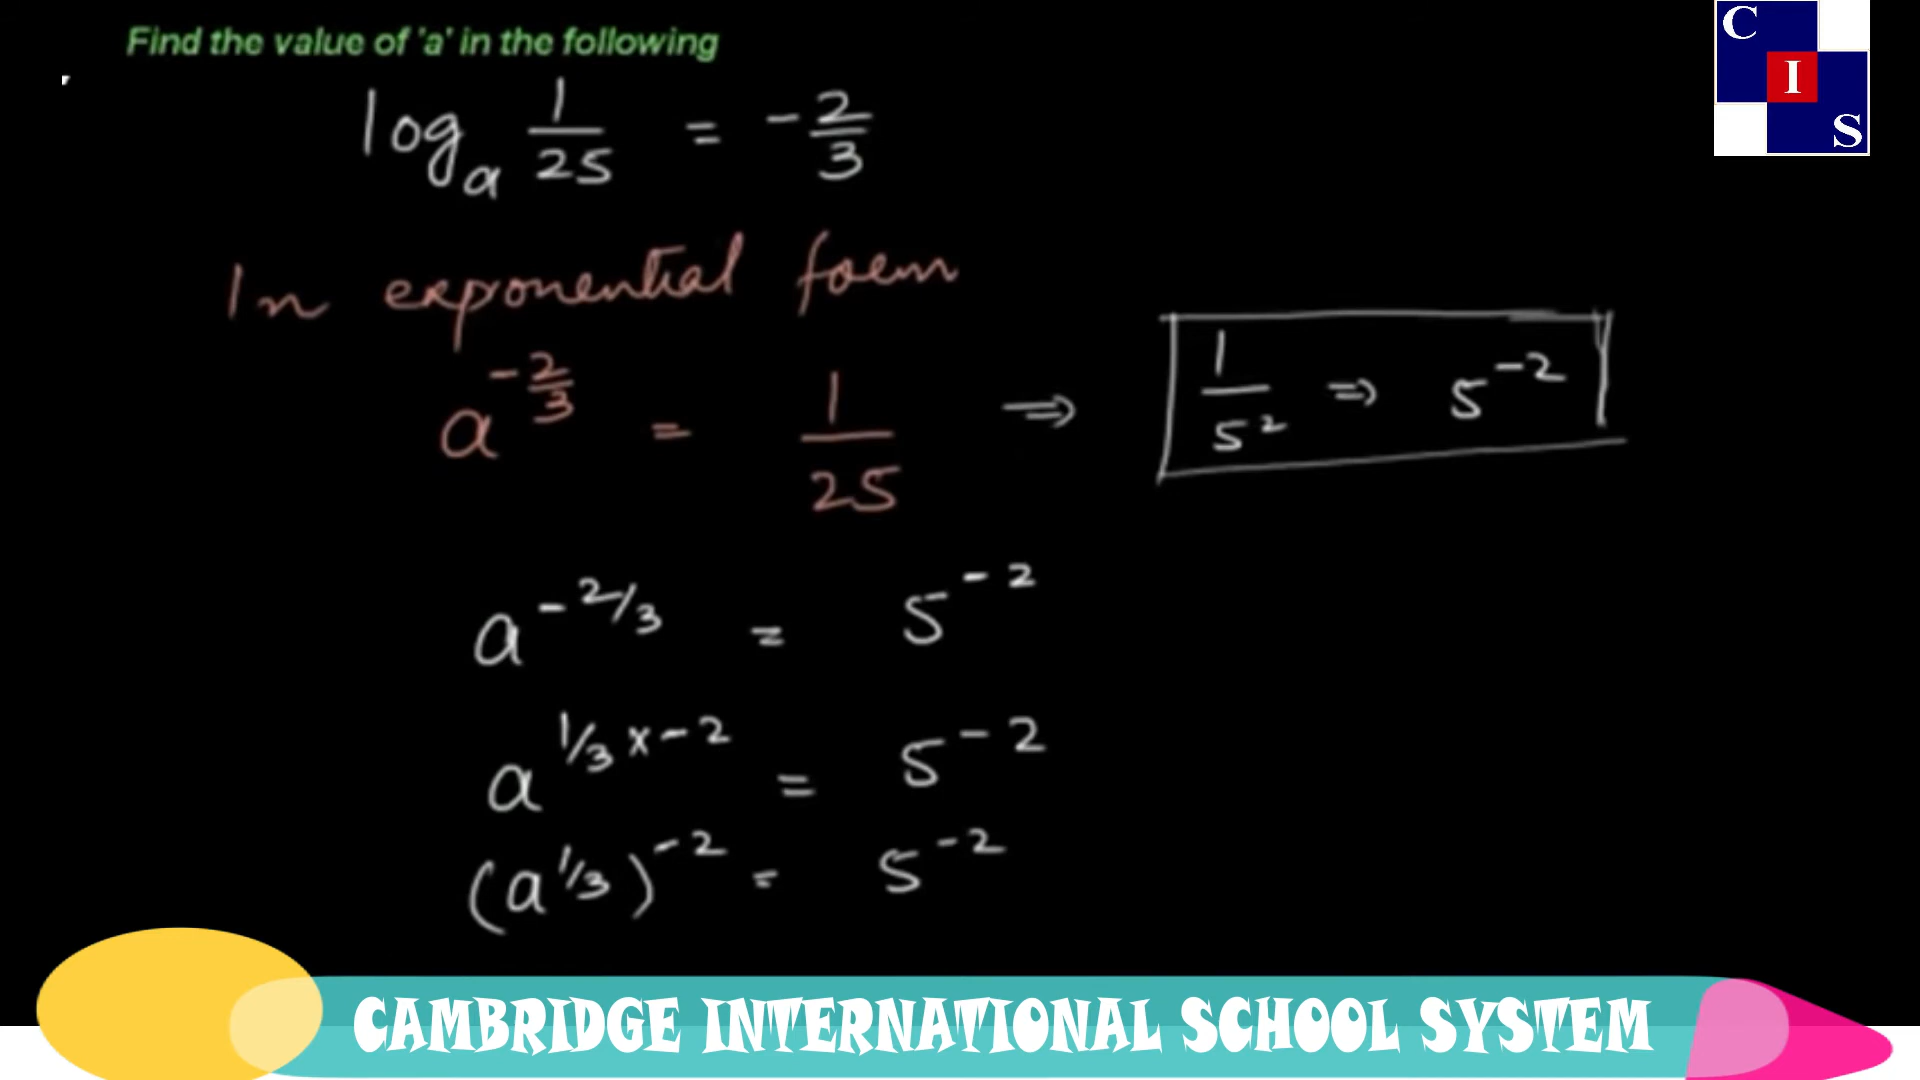 Find the value of 'a' in the following
C
I
S
log_a 1/25 = -2/3
In exponential form
a^(-2/3) = 1/25 ⇒ 1/5² ⇒ 5^(-2)
a^(-2/3) = 5^(-2)
a^(1/3 × -2) = 5^(-2)
(a^(1/3))^(-2) = 5^(-2)
CAMBRIDGE INTERNATIONAL SCHOOL SYSTEM